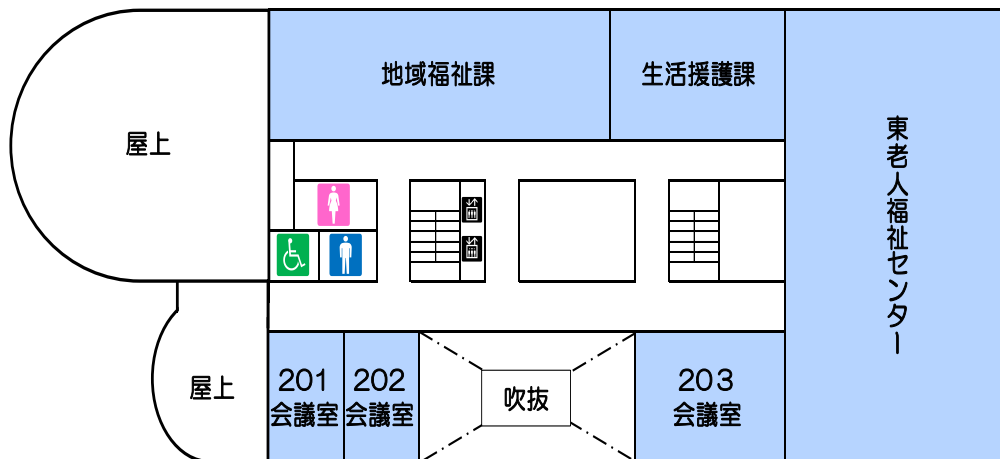 地域福祉課
生活援護課
屋上
東老人福祉センター
屋上
201
会議室
202
会議室
吹抜
203
会議室